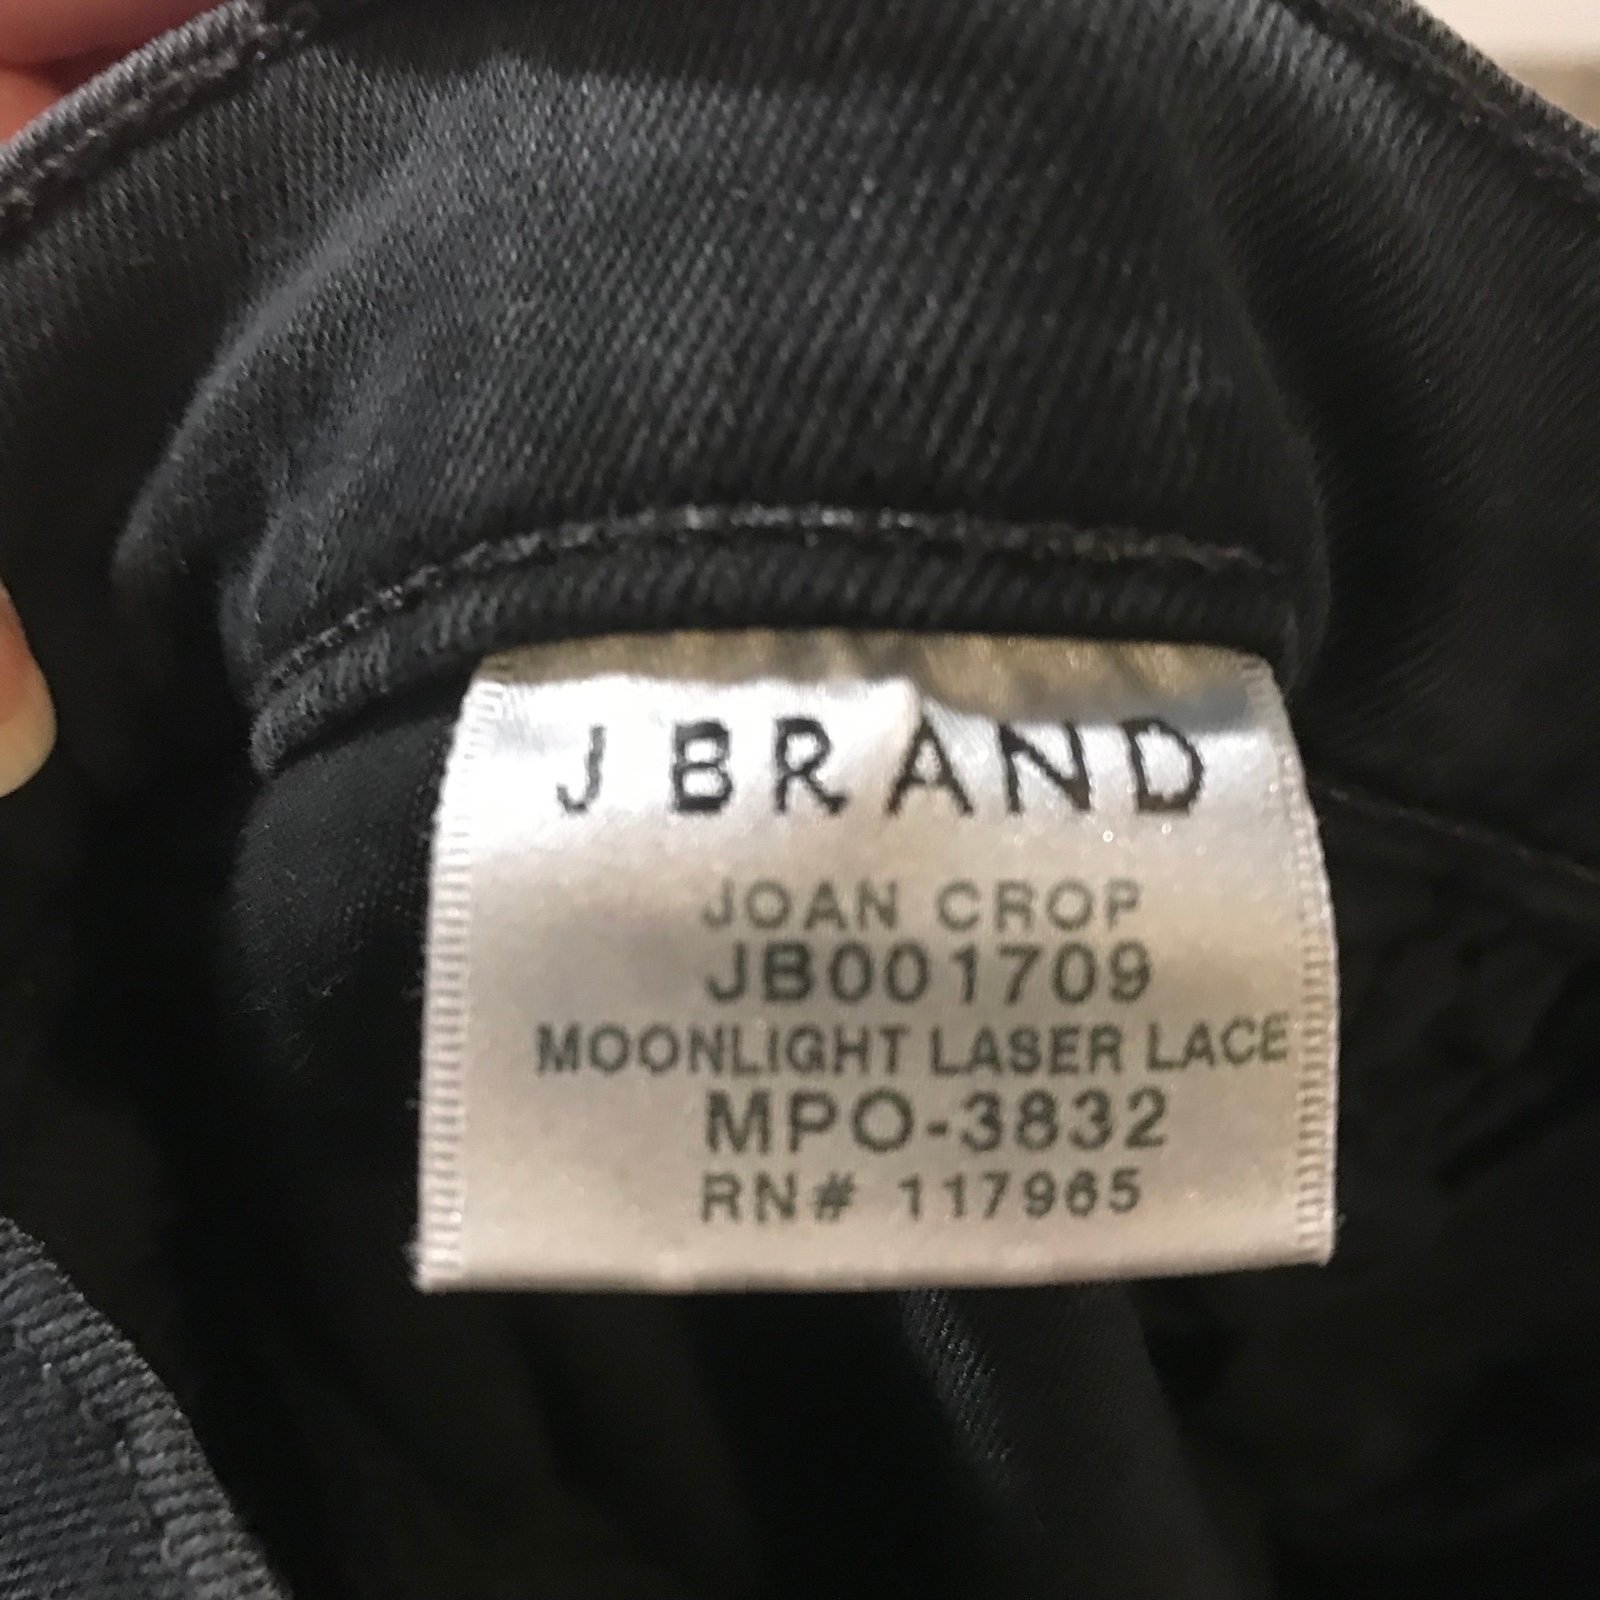 J BRAND
JOAN CROP
JB001709
MOONLIGHT LASER LACE
MPO-3832
RN# 117965